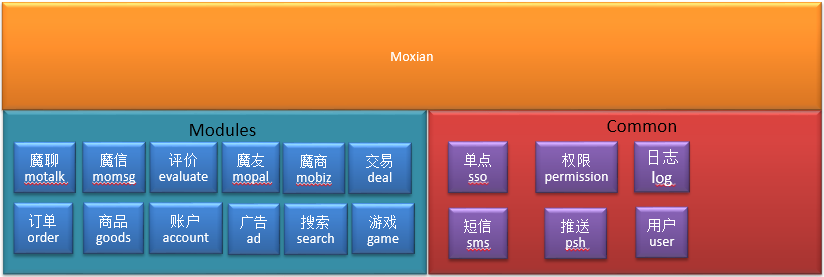 Moxian
Modules
Common
魔聊
motalk
魔信
momsg
评价
evaluate
魔友
mopal
魔商
mobiz
交易
deal
单点
sso
权限
permission
日志
log
订单
order
商品
goods
账户
account
广告
ad
搜索
search
游戏
game
短信
sms
推送
psh
用户
user